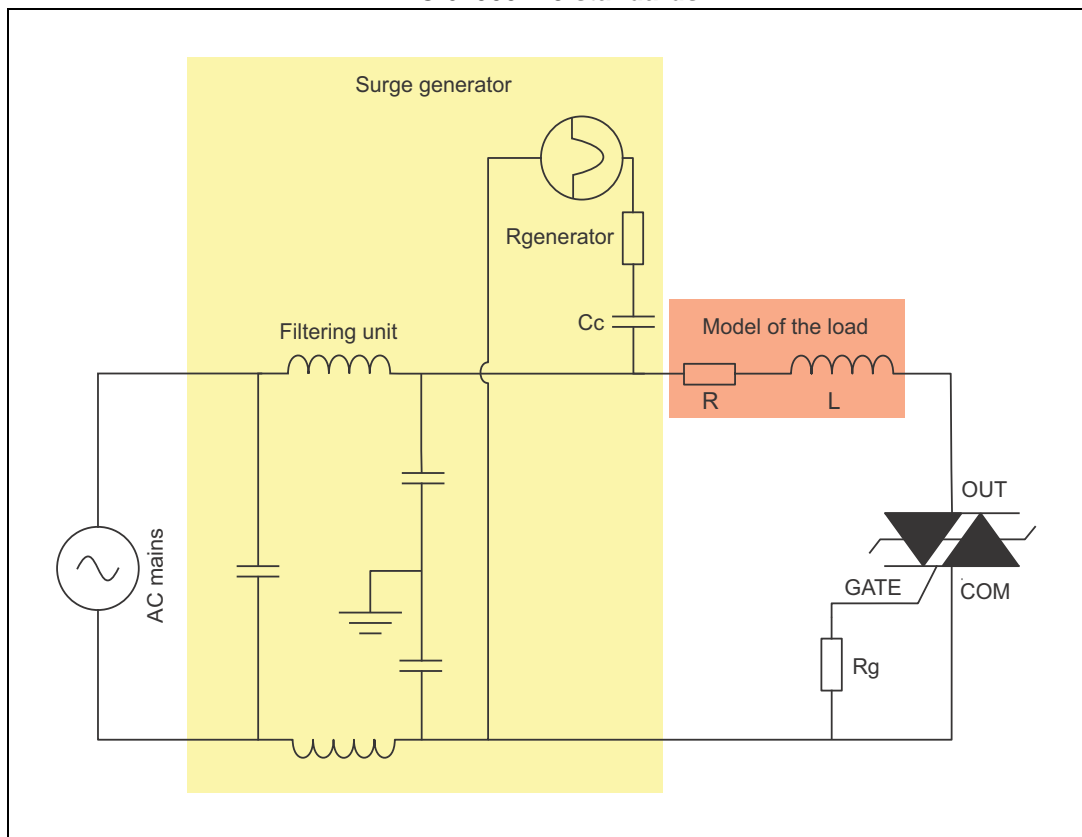 Surge generator
Rgenerator
Cc
Model of the load
Filtering unit
R
L
OUT
AC mains
GATE
COM
Rg